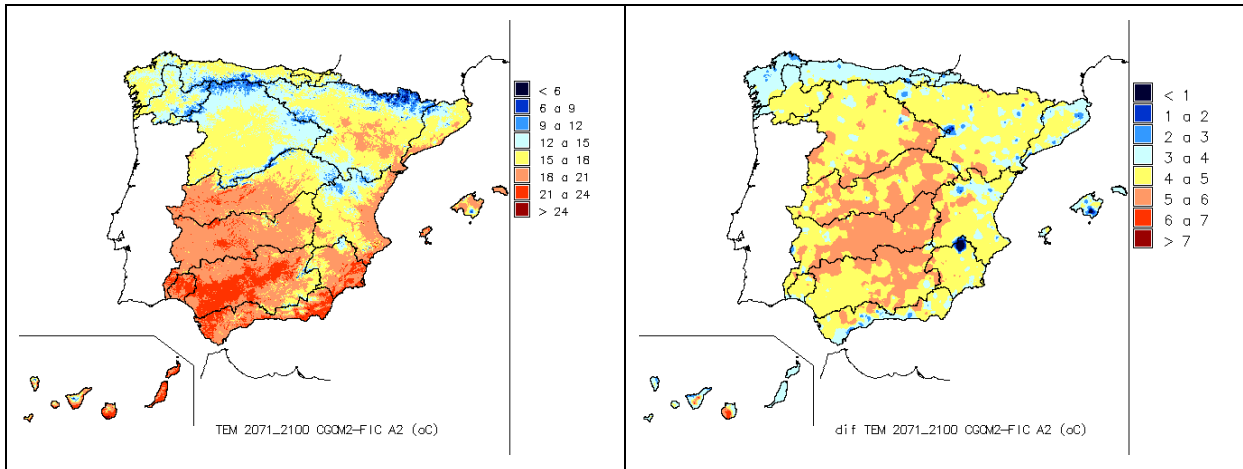 < 6
6 a 9
9 a 12
12 a 15
15 a 18
18 a 21
21 a 24
> 24
TEM 2071_2100 CGCM2-FIC A2 (oC)
< 1
1 a 2
2 a 3
3 a 4
4 a 5
5 a 6
6 a 7
> 7
dif TEM 2071_2100 CGCM2-FIC A2 (oC)